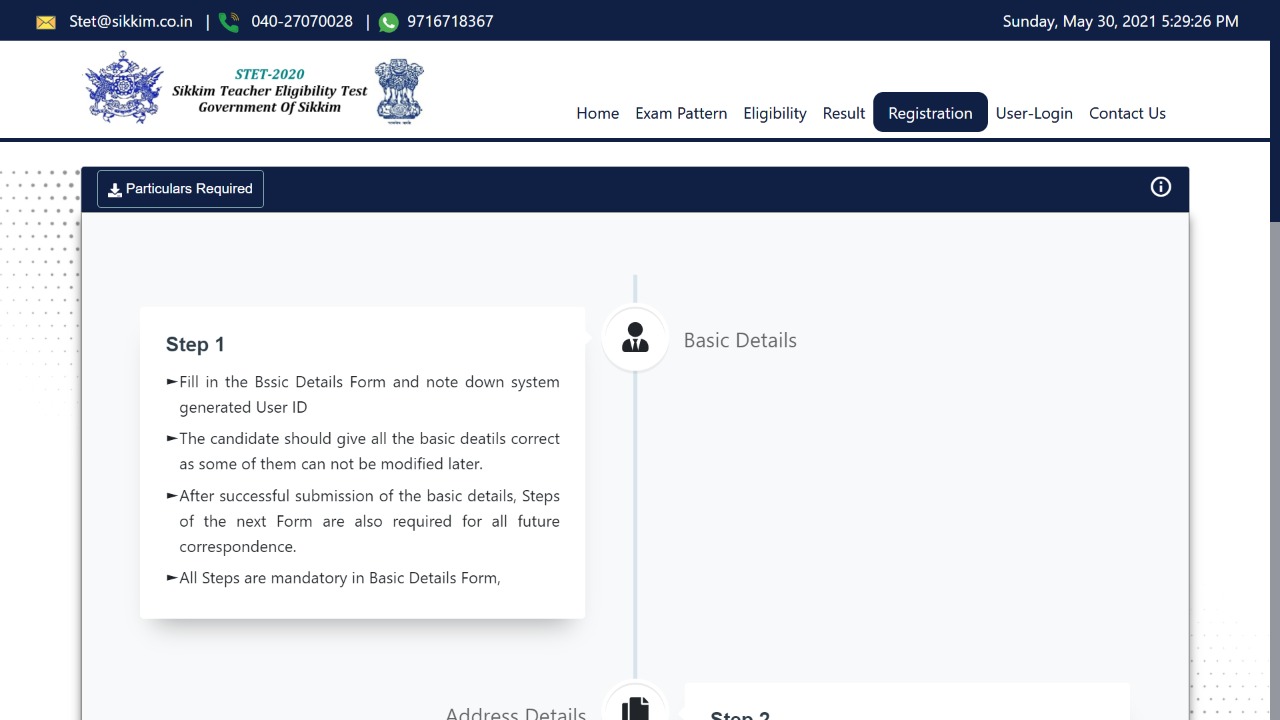 Stet@sikkim.co.in | 040-27070028 | 9716718367 Sunday, May 30, 2021 5:29:26 PM
STET-2020
Sikkim Teacher Eligibility Test
Government Of Sikkim
Home Exam Pattern Eligibility Result Registration User-Login Contact Us
Particulars Required
Step 1
Basic Details
►Fill in the Bssic Details Form and note down system
generated User ID
►The candidate should give all the basic deatils correct
as some of them can not be modified later.
►After successful submission of the basic details, Steps
of the next Form are also required for all future
correspondence.
►All Steps are mandatory in Basic Details Form,
Address Details
Step 2